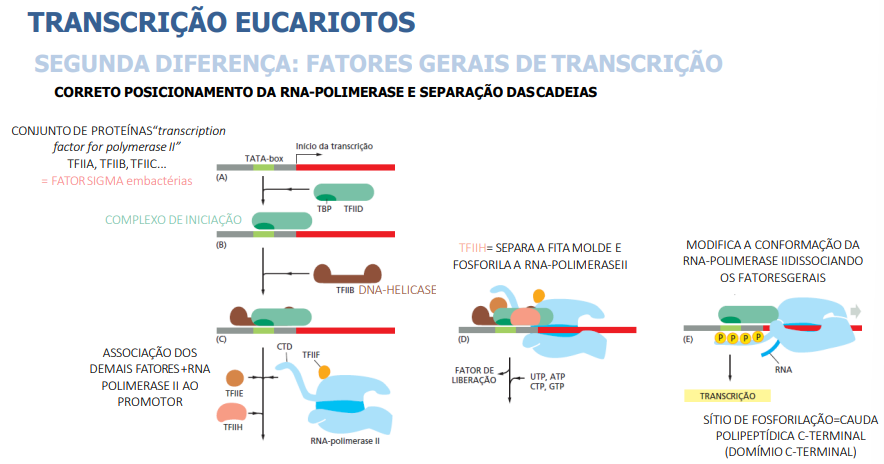 TRANSCRIÇÃO EUCARIOTOS
SEGUNDA DIFERENÇA: FATORES GERAIS DE TRANSCRIÇÃO
CORRETO POSICIONAMENTO DA RNA-POLIMERASE E SEPARAÇÃO DASCADEIAS
CONJUNTO DE PROTEÍNAS"transcription
factor for polymerase II"
TFIIA, TFIIB, TFIIC...
= FATOR SIGMA embactérias
Início da transcrição
TATA-box
(A)
TBP TFIID
COMPLEXO DE INICIAÇÃO
(B)
TFIIB DNA-HELICASE
(C)
ASSOCIAÇÃO DOS
DEMAIS FATORES+RNA
POLIMERASE II AO
PROMOTOR
CTD
TFIIF
TFIIE
TFIIH
RNA-polimerase II
TFIIH= SEPARA A FITA MOLDE E
FOSFORILA A RNA-POLIMERASEII
(D)
FATOR DE
LIBERAÇÃO
UTP, ATP
CTP, GTP
MODIFICA A CONFORMAÇÃO DA
RNA-POLIMERASE IIDISSOCIANDO
OS FATORESGERAIS
(E)
P P P P
RNA
TRANSCRIÇÃO
SÍTIO DE FOSFORILAÇÃO=CAUDA
POLIPEPTÍDICA C-TERMINAL
(DOMÍMIO C-TERMINAL)